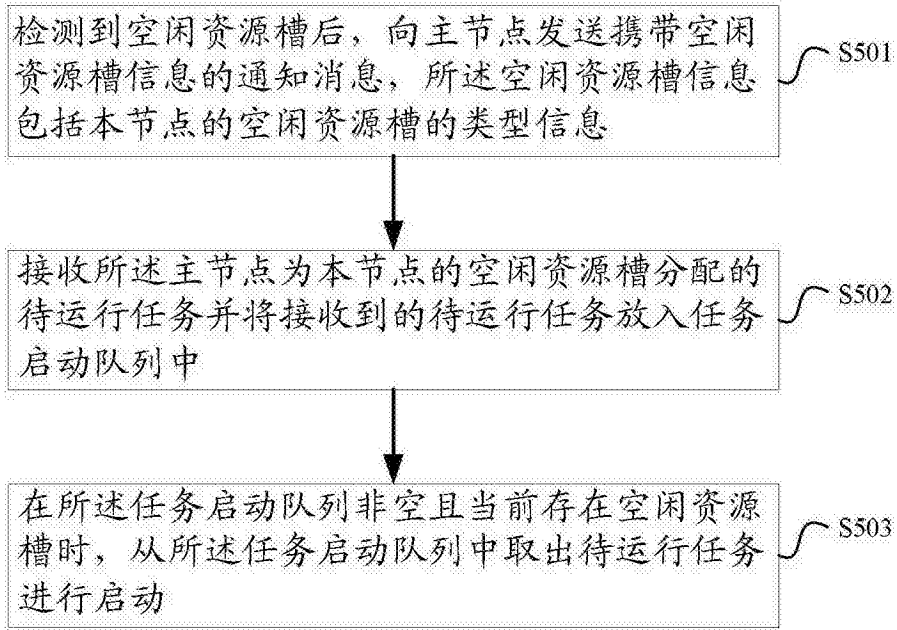 检测到空闲资源槽后，向主节点发送携带空闲
资源槽信息的通知消息，所述空闲资源槽信息
包括本节点的空闲资源槽的类型信息
S501
接收所述主节点为本节点的空闲资源槽分配的
待运行任务并将接收到的待运行任务放入任务
启动队列中
S502
在所述任务启动队列非空且当前存在空闲资源
槽时，从所述任务启动队列中取出待运行任务
进行启动
S503